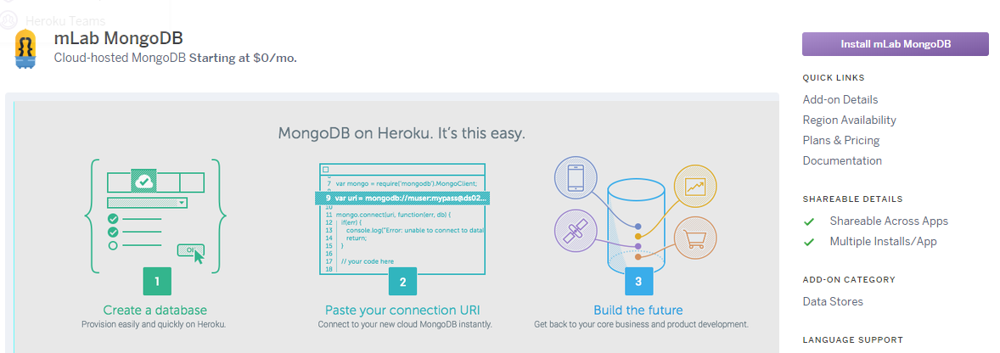 Heroku Teams
mLab MongoDB
Cloud-hosted MongoDB Starting at $0/mo.
Install mLab MongoDB
QUICK LINKS
Add-on Details
Region Availability
Plans & Pricing
Documentation
SHAREABLE DETAILS
Shareable Across Apps
Multiple Installs/App
ADD-ON CATEGORY
Data Stores
LANGUAGE SUPPORT
MongoDB on Heroku. It's this easy.
7 var mongo = require('mongodb').MongoClient;
9 var uri = mongodb://muser:mypass@ds02...
10
11 mongo.connect(uri, function(err, db) {
12 if(err) {
13 console.log("Error: unable to connect to datal
14 return;
15 }
16
17 // your code here
18
1
Create a database
Provision easily and quickly on Heroku.
2
Paste your connection URI
Connect to your new cloud MongoDB instantly.
3
Build the future
Get back to your core business and product development.